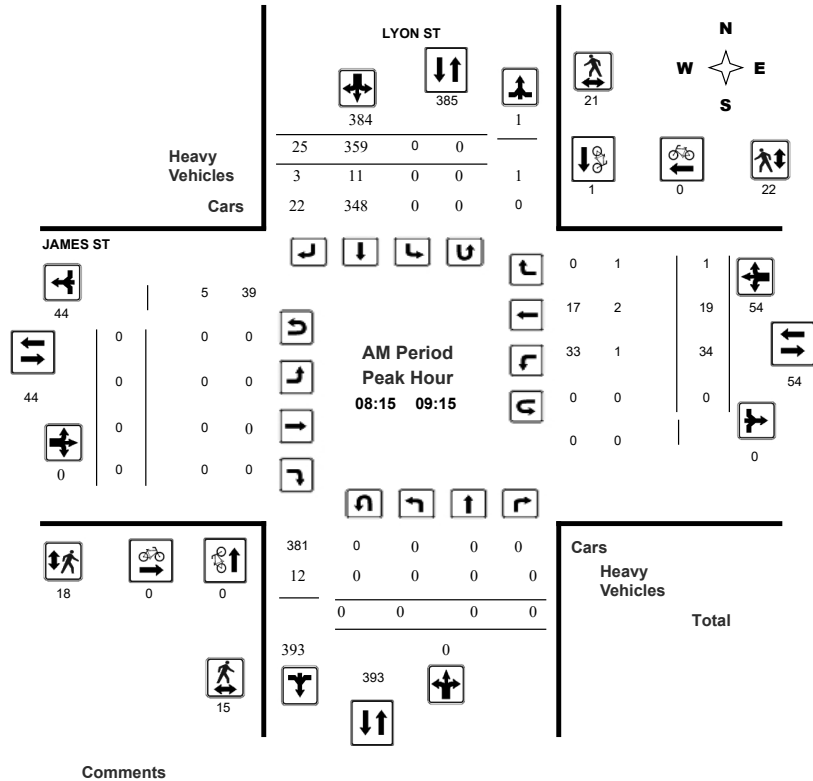 LYON ST
N
W E
S
385
21
384 1
25 359 0 0
Heavy
Vehicles
3 11 0 0 1
Cars
22 348 0 0 0
1 0 22
JAMES ST
44
5 39
0 1 1
54
0 0 0
17 2 19
AM Period
Peak Hour
08:15 09:15
33 1 34
0 0 0
44
54
0 0 0
0 0 0
0 0 0
0
0 0
0
0 0 0
381 0 0 0 0
Cars
12 0 0 0 0
Heavy
Vehicles
18 0 0
0 0 0 0
Total
393 0
393
15
Comments